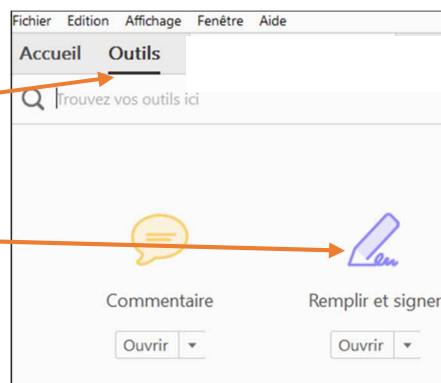 Fichier Edition Affichage Fenêtre Aide
Accueil Outils
Trouvez vos outils ici
Commentaire Remplir et signer
Ouvrir Ouvrir